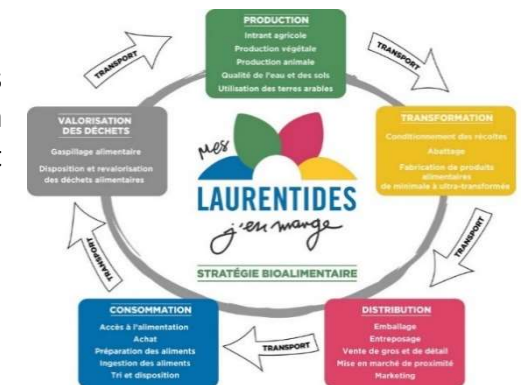 PRODUCTION
Intrant agricole
Production végétale
Production animale
Qualité de l'eau et des sols
Utilisation des terres arables
TRANSPORT
TRANSFORMATION
Conditionnement des récoltes
Abattage
Fabrication de produits
alimentaires
de minimale à ultra-transformée
TRANSPORT
DISTRIBUTION
Emballage
Entreposage
Vente de gros et de détail
Mise en marché de proximité
Marketing
TRANSPORT
CONSOMMATION
Accès à l'alimentation
Achat
Préparation des aliments
Ingestion des aliments
Tri et disposition
TRANSPORT
VALORISATION
DES DÉCHETS
Gaspillage alimentaire
Disposition et revalorisation
des déchets alimentaires
TRANSPORT
Mes
LAURENTIDES
j'en mange
STRATÉGIE BIOALIMENTAIRE